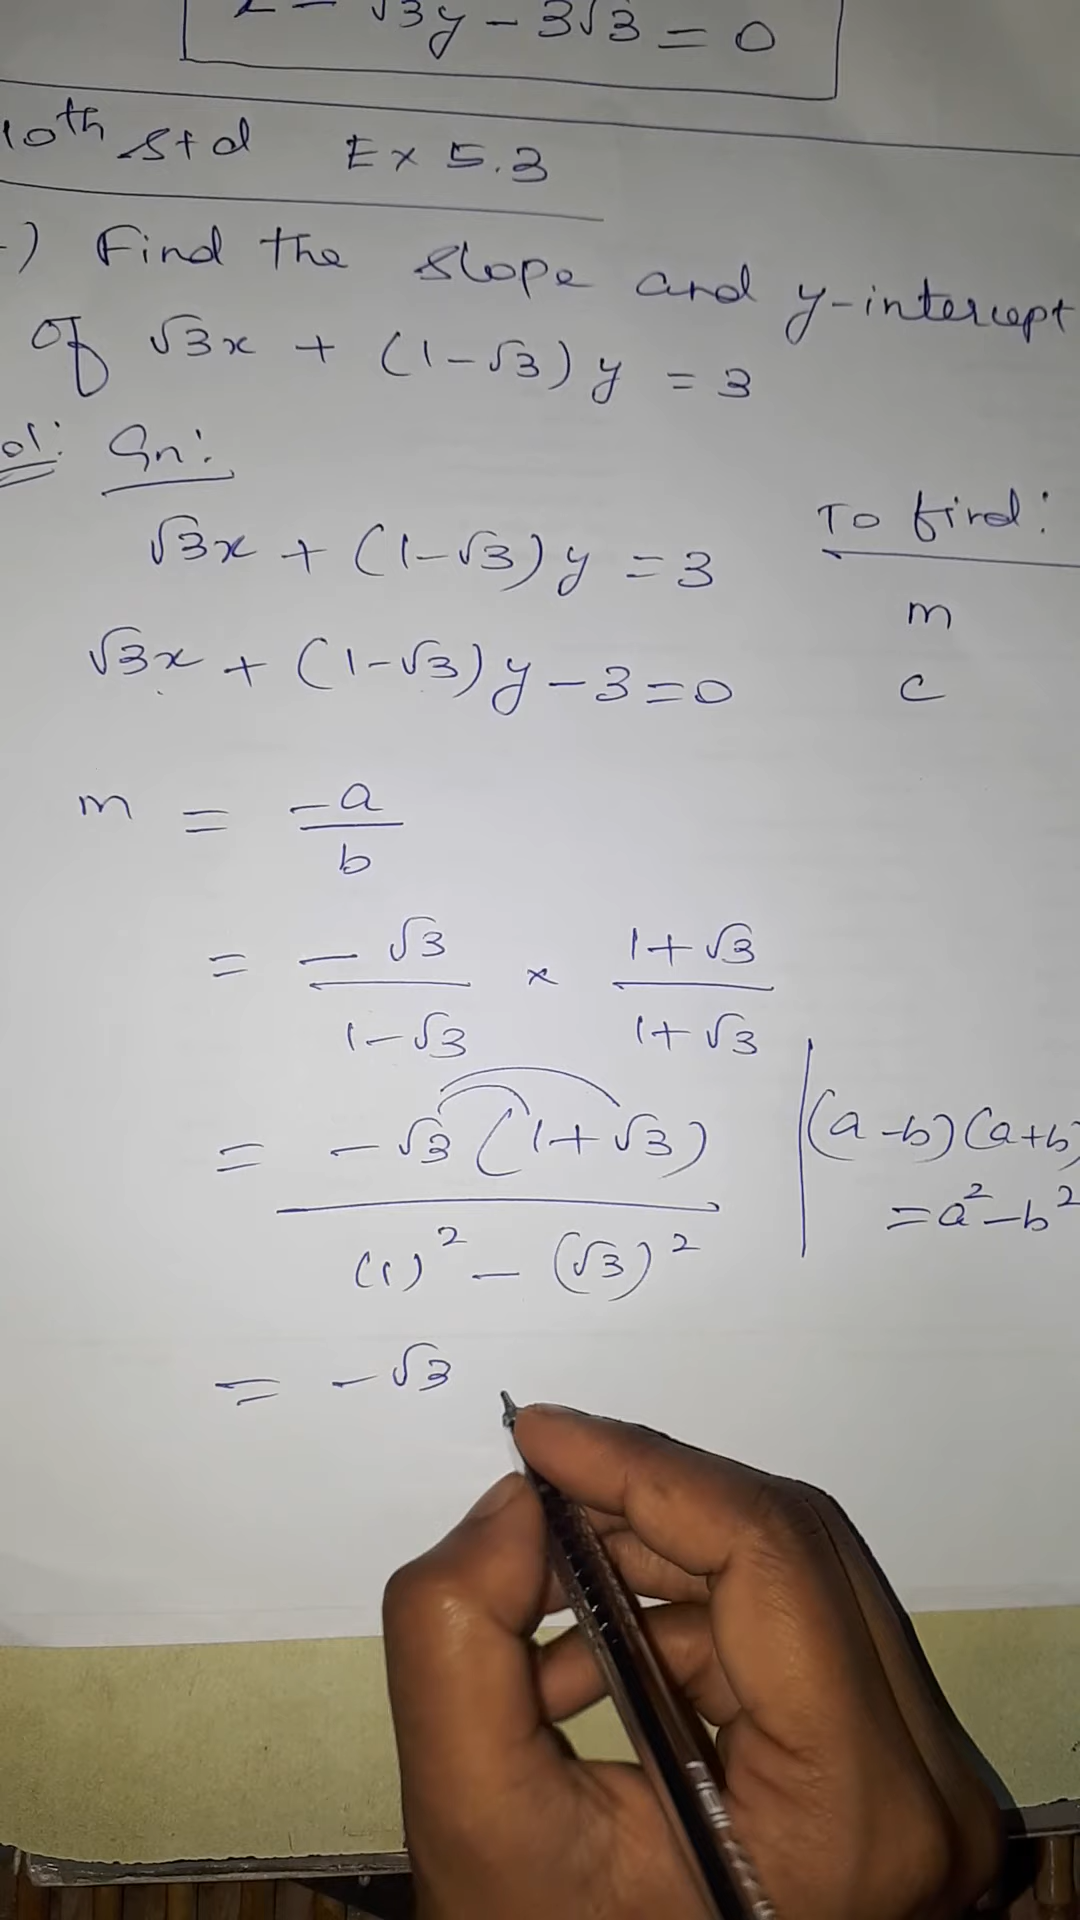 √3y - 3√3 = 0
10th std Ex 5.3
Find the slope and y-intercept
of √3x + (1-√3) y = 3
Gn:
To find:
√3x + (1-√3) y = 3
m
√3x + (1-√3) y - 3 = 0
c
m = -a/b
= - √3/1-√3 × 1+√3/1+√3
= - √3 (1+√3)/(1)² - (√3)²
(a-b)(a+b)
= a² - b²
= - √3